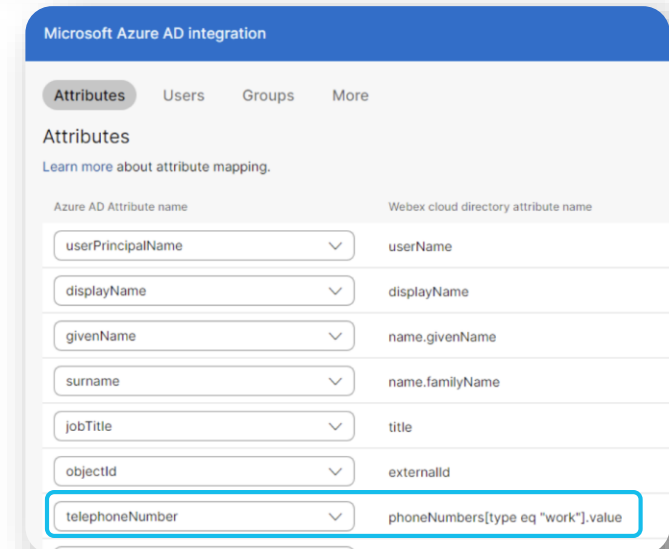 Microsoft Azure AD integration
Attributes Users Groups More
Attributes
Learn more about attribute mapping.
Azure AD Attribute name Webex cloud directory attribute name
userPrincipalName userName
displayName displayName
givenName name.givenName
surname name.familyName
jobTitle title
objectId externalId
telephoneNumber phoneNumbers[type eq "work"].value